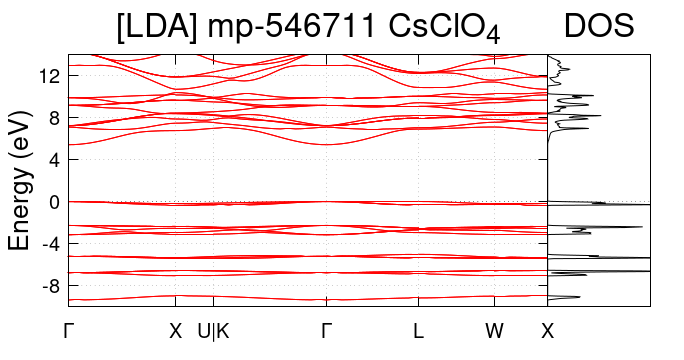 [LDA] mp-546711 CsClO₄ DOS
Energy (eV)
12
8
4
0
-4
-8
Γ X U|K Γ L W X